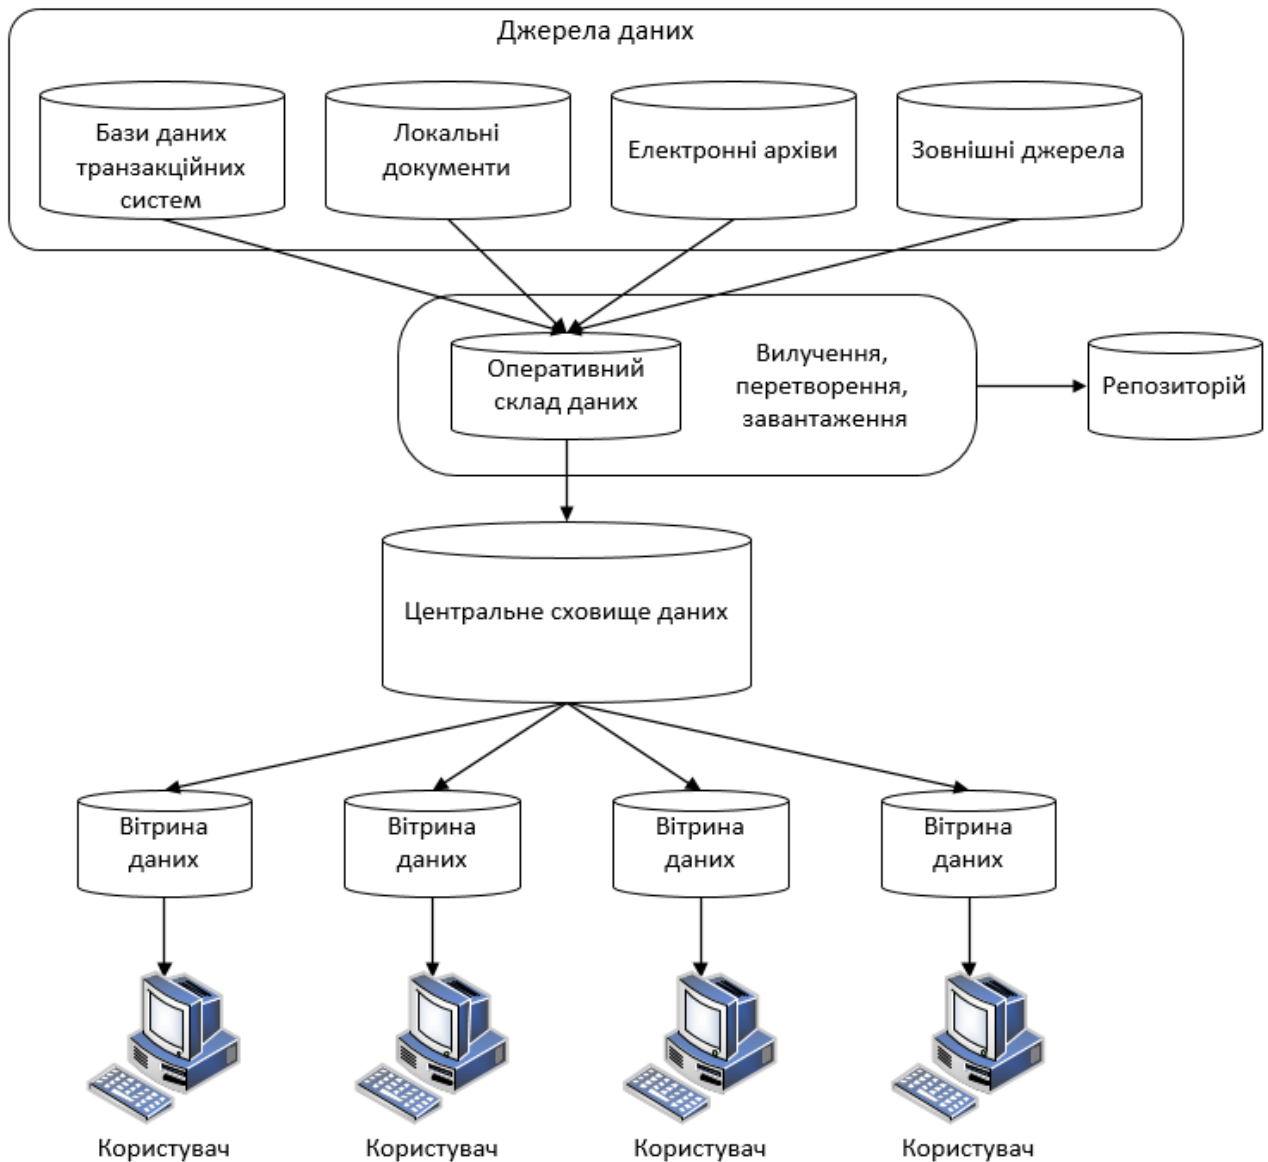 Джерела даних
Бази даних
транзакційних
систем
Локальні
документи
Електронні архіви
Зовнішні джерела
Оперативний
склад даних
Вилучення,
перетворення,
завантаження
Репозиторій
Центральне сховище даних
Вітрина
даних
Вітрина
даних
Вітрина
даних
Вітрина
даних
Користувач
Користувач
Користувач
Користувач